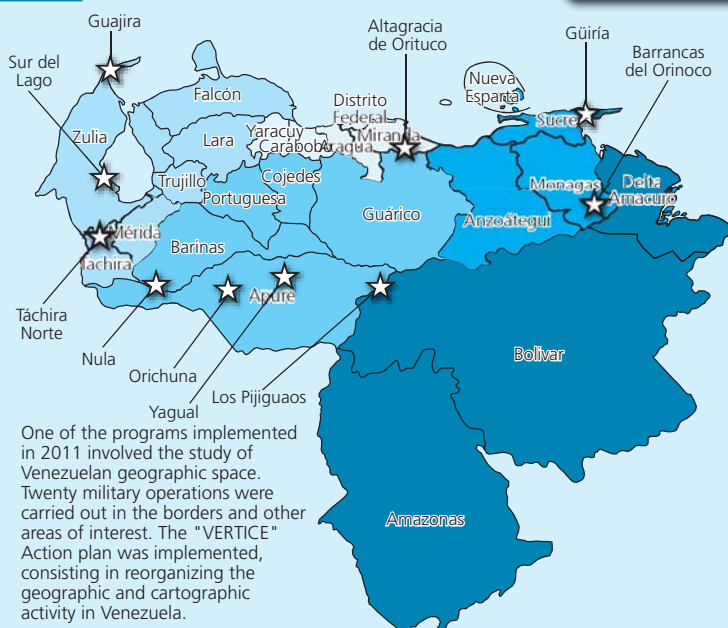 Guajira
Altagracia
de Orituco
Güiría
Sur del
Lago
Barrancas
del Orinoco
Nueva
Esparta
Falcón
Distrito
Federal
Sucre
Zulia
Lara
Yaracuy
Carabobo
Miranda
Aragua
Trujillo
Cojedes
Portuguesa
Monagas
Delta
Amacuro
Guárico
Anzoátegui
Mérida
Barinas
Táchira
Apure
Táchira
Norte
Nula
Orichuna
Yagual
Los Pijiguaos
Bolivar
Amazonas
One of the programs implemented
in 2011 involved the study of
Venezuelan geographic space.
Twenty military operations were
carried out in the borders and other
areas of interest. The "VERTICE"
Action plan was implemented,
consisting in reorganizing the
geographic and cartographic
activity in Venezuela.